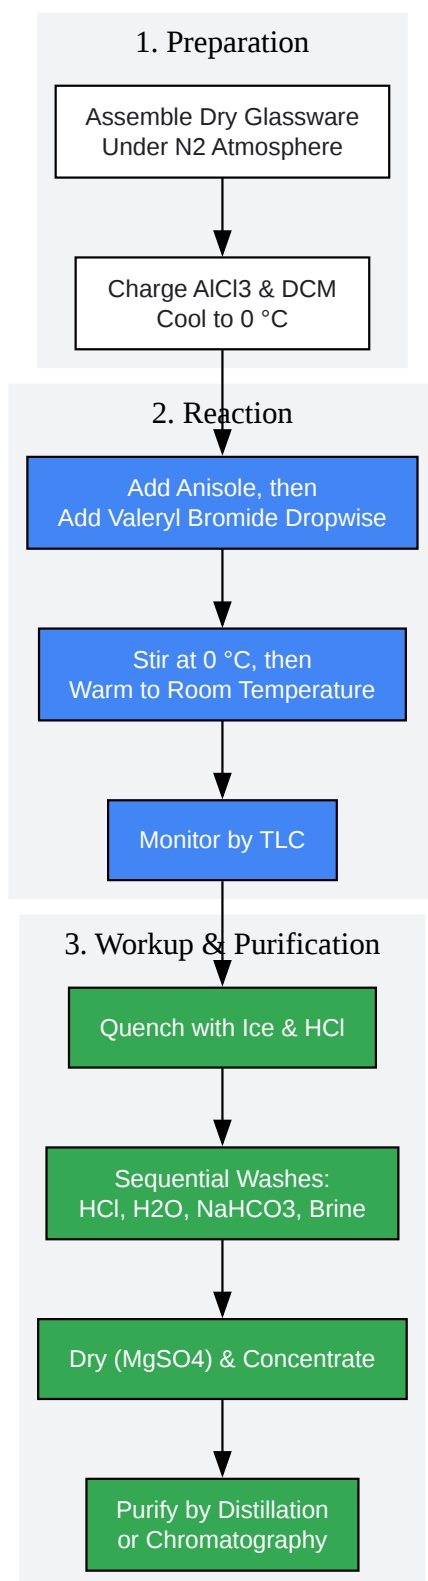 1. Preparation
Assemble Dry Glassware
Under N2 Atmosphere
Charge AlCl3 & DCM
Cool to 0 °C
2. Reaction
Add Anisole, then
Add Valeryl Bromide Dropwise
Stir at 0 °C, then
Warm to Room Temperature
Monitor by TLC
3. Workup & Purification
Quench with Ice & HCl
Sequential Washes:
HCl, H2O, NaHCO3, Brine
Dry (MgSO4) & Concentrate
Purify by Distillation
or Chromatography